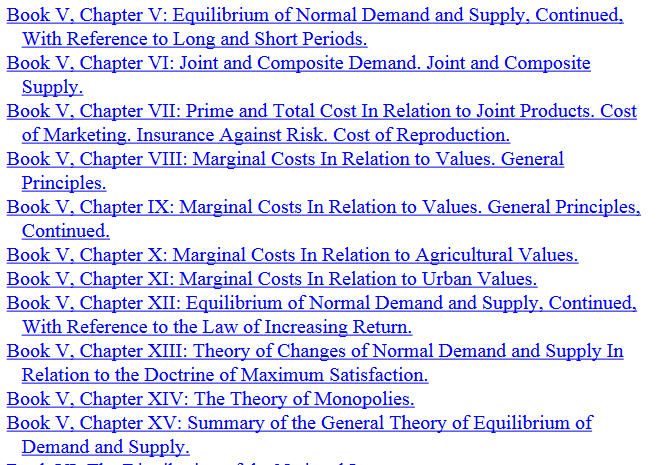 Book V, Chapter V: Equilibrium of Normal Demand and Supply, Continued,
With Reference to Long and Short Periods.
Book V, Chapter VI: Joint and Composite Demand. Joint and Composite
Supply.
Book V, Chapter VII: Prime and Total Cost In Relation to Joint Products. Cost
of Marketing. Insurance Against Risk. Cost of Reproduction.
Book V, Chapter VIII: Marginal Costs In Relation to Values. General
Principles.
Book V, Chapter IX: Marginal Costs In Relation to Values. General Principles,
Continued.
Book V, Chapter X: Marginal Costs In Relation to Agricultural Values.
Book V, Chapter XI: Marginal Costs In Relation to Urban Values.
Book V, Chapter XII: Equilibrium of Normal Demand and Supply, Continued,
With Reference to the Law of Increasing Return.
Book V, Chapter XIII: Theory of Changes of Normal Demand and Supply In
Relation to the Doctrine of Maximum Satisfaction.
Book V, Chapter XIV: The Theory of Monopolies.
Book V, Chapter XV: Summary of the General Theory of Equilibrium of
Demand and Supply.